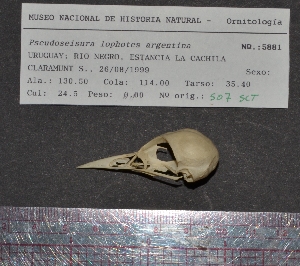 MUSEO NACIONAL DE HISTORIA NATURAL - Ornitología
Pseudoseisura lophotes argentina NO.:5881
URUGUAY: RIO NEGRO, ESTANCIA LA CACHILA
CLARAMUNT S., 26/08/1999 Sexo:
Ala.: 130.50 Cola: 114.00 Tarso: 35.40
Cul: 24.5 Peso: 0.00 Nº orig.: 507 SCT